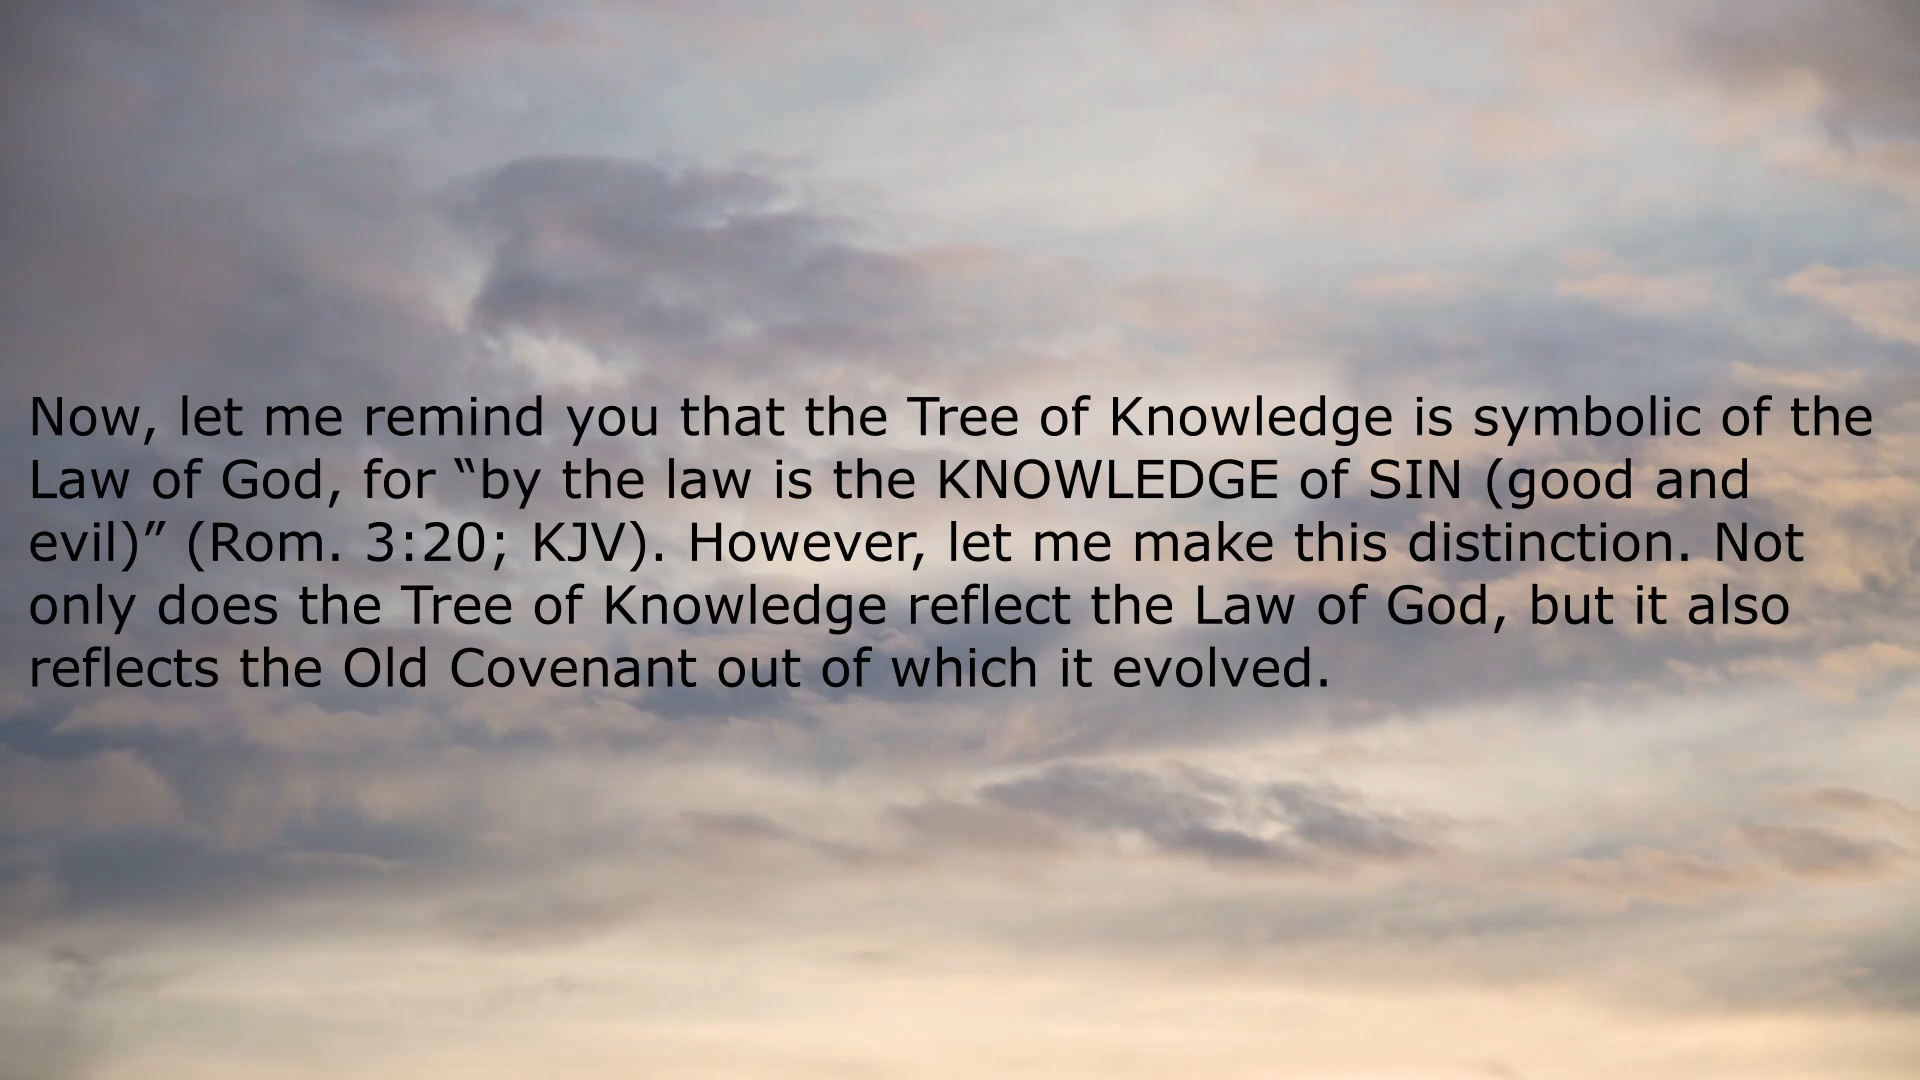 Now, let me remind you that the Tree of Knowledge is symbolic of the
Law of God, for “by the law is the KNOWLEDGE of SIN (good and
evil)” (Rom. 3:20; KJV). However, let me make this distinction. Not
only does the Tree of Knowledge reflect the Law of God, but it also
reflects the Old Covenant out of which it evolved.